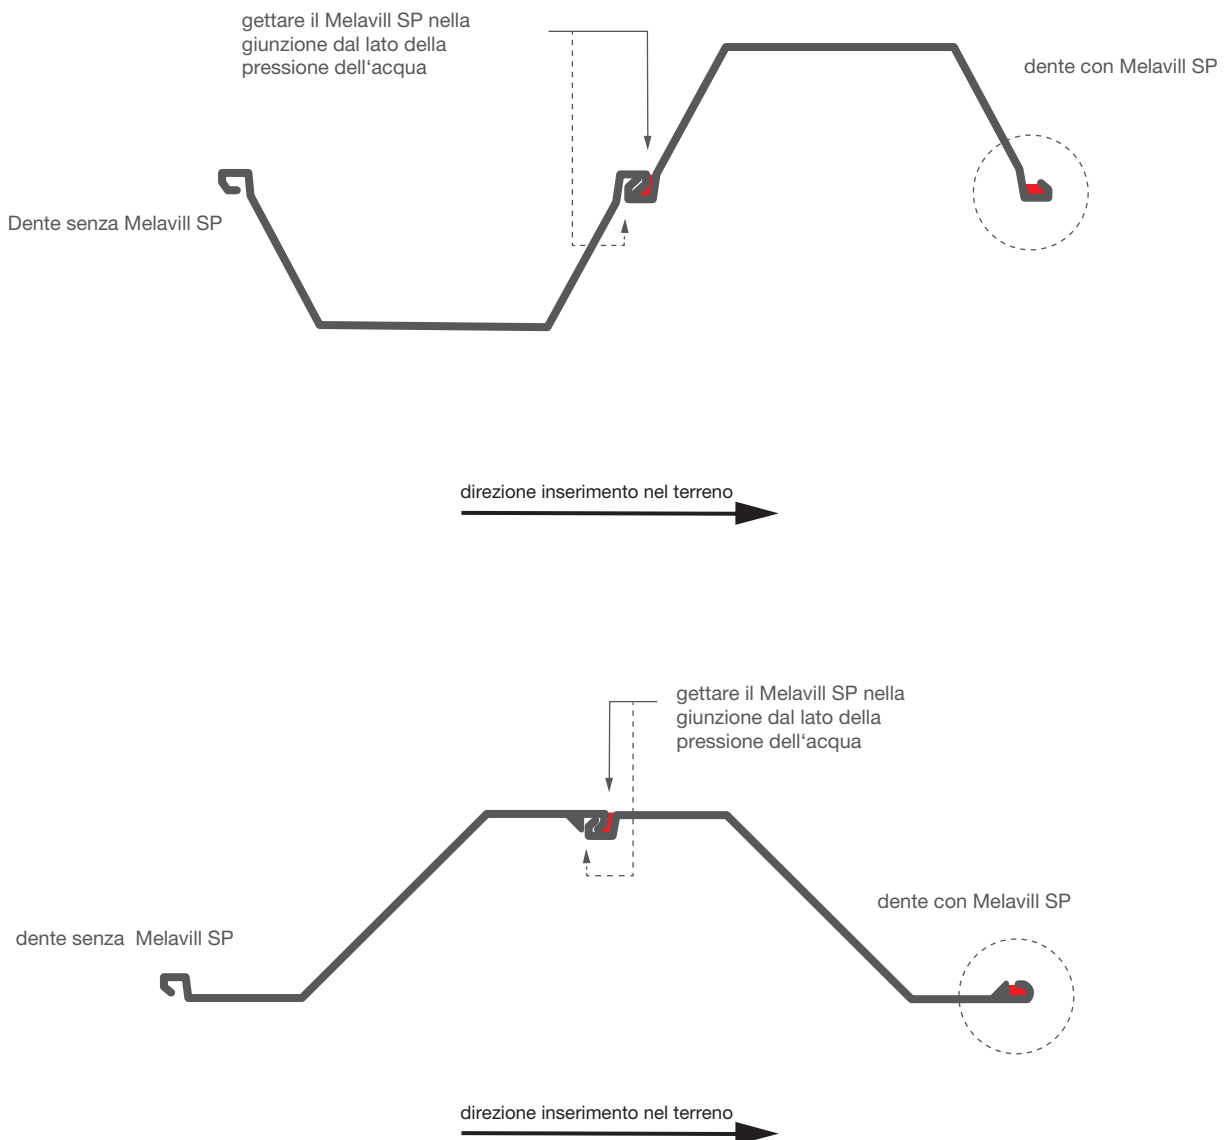 gettare il Melavill SP nella
giunzione dal lato della
pressione dell‘acqua
dente con Melavill SP
Dente senza Melavill SP
direzione inserimento nel terreno
gettare il Melavill SP nella
giunzione dal lato della
pressione dell‘acqua
dente con Melavill SP
dente senza  Melavill SP
direzione inserimento nel terreno